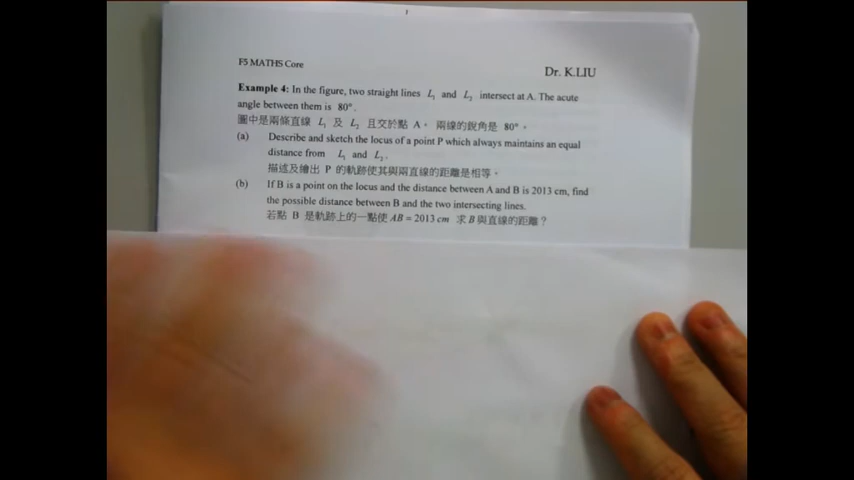 F5 MATHS Core
Dr. K.LIU
Example 4: In the figure, two straight lines L₁ and L₂ intersect at A. The acute
angle between them is 80°.
圖中是兩條直線 L₁ 及 L₂ 且交於點 A。 兩線的銳角是 80°。
(a) Describe and sketch the locus of a point P which always maintains an equal
distance from L₁ and L₂.
描述及繪出 P 的軌跡使其與兩直線的距離是相等。
(b) If B is a point on the locus and the distance between A and B is 2013 cm, find
the possible distance between B and the two intersecting lines.
若點 B 是軌跡上的一點使 AB = 2013 cm 求 B 與直線的距離？